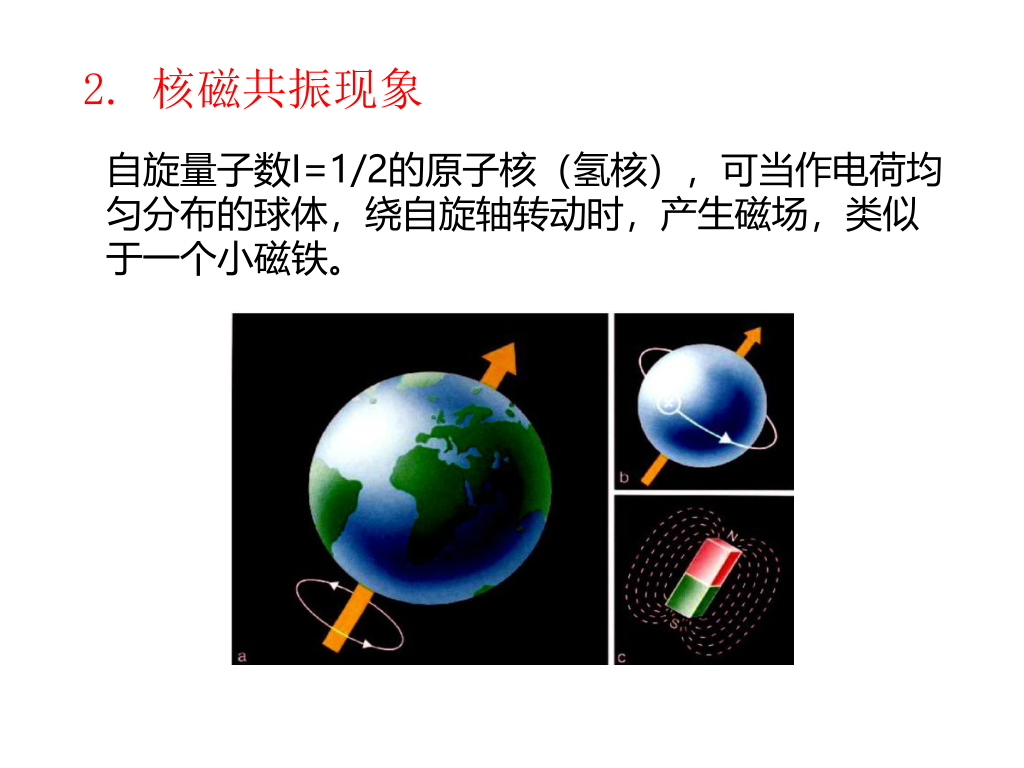 2. 核磁共振现象
自旋量子数I=1/2的原子核（氢核），可当作电荷均
匀分布的球体，绕自旋轴转动时，产生磁场，类似
于一个小磁铁。
a
b
N
S
c